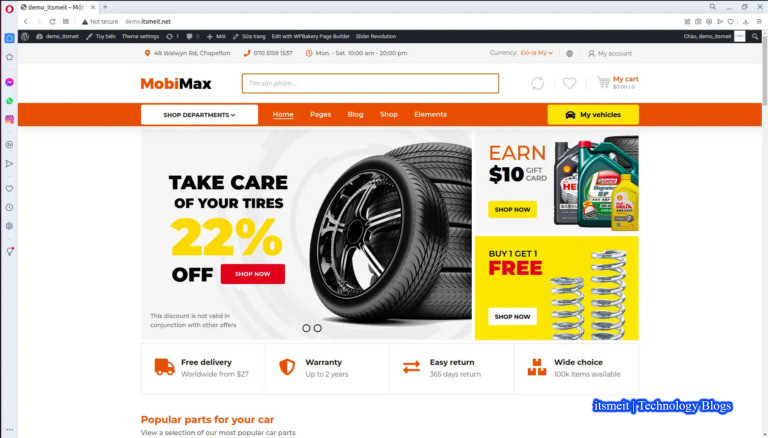 demo_itsmeit – Một
Not secure
demo.itsmeit.net
demo_itsmeit
Tùy biến
Theme settings
1
0
Mới
Sửa trang
Edit with WPBakery Page Builder
Slider Revolution
Chào, demo_itsmeit
48 Walwyn Rd, Chapelton
070 5159 1537
Mon. - Sat. 10:00 am - 20:00 pm
Currency: Đô-la Mỹ
My account
MobiMax
Tìm sản phẩm...
My cart
$0.00 | 0
SHOP DEPARTMENTS
Home
Pages
Blog
Shop
Elements
My vehicles
TAKE CARE
OF YOUR TIRES
22%
OFF
SHOP NOW
This discount is not valid in
conjunction with other offers
EARN
$10 GIFT
CARD
SHOP NOW
BUY 1 GET 1
FREE
SHOP NOW
Free delivery
Worldwide from $27
Warranty
Up to 2 years
Easy return
365 days return
Wide choice
100k items available
itsmeit | Technology Blogs
Popular parts for your car
View a selection of our most popular car parts